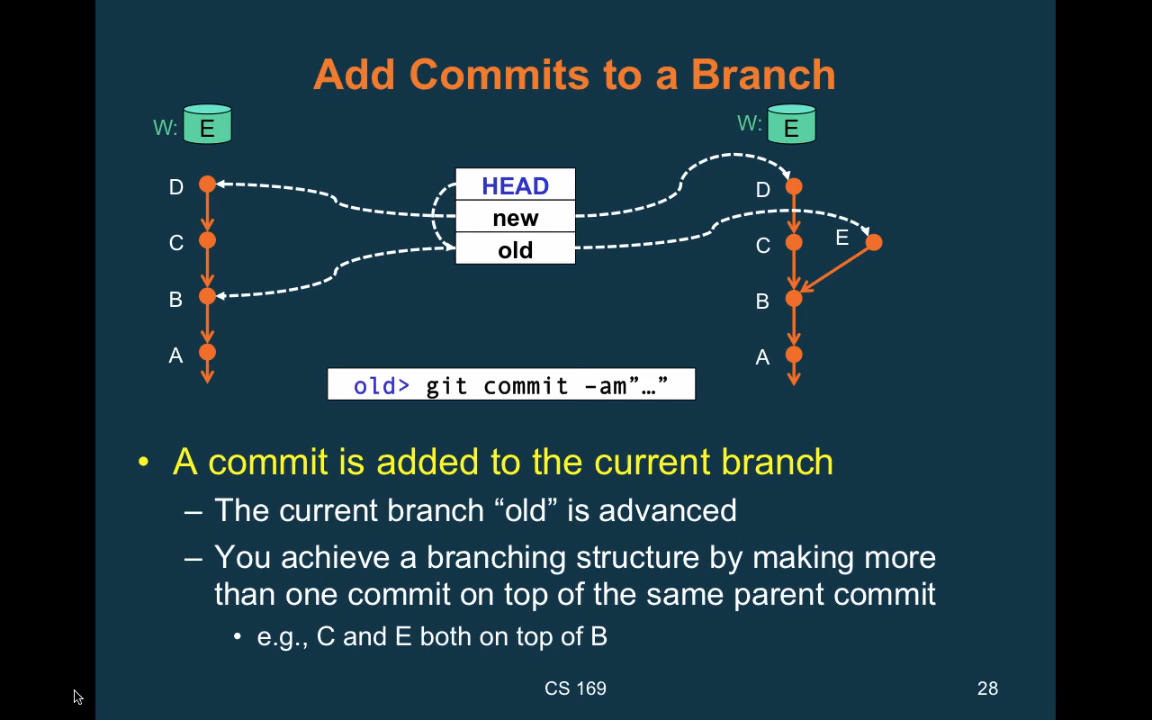 Add Commits to a Branch
W: E
W: E
D
C
B
A
HEAD
new
old
D
C
E
B
A
old> git commit –am”…”
• A commit is added to the current branch
– The current branch “old” is advanced
– You achieve a branching structure by making more
than one commit on top of the same parent commit
• e.g., C and E both on top of B
CS 169
28